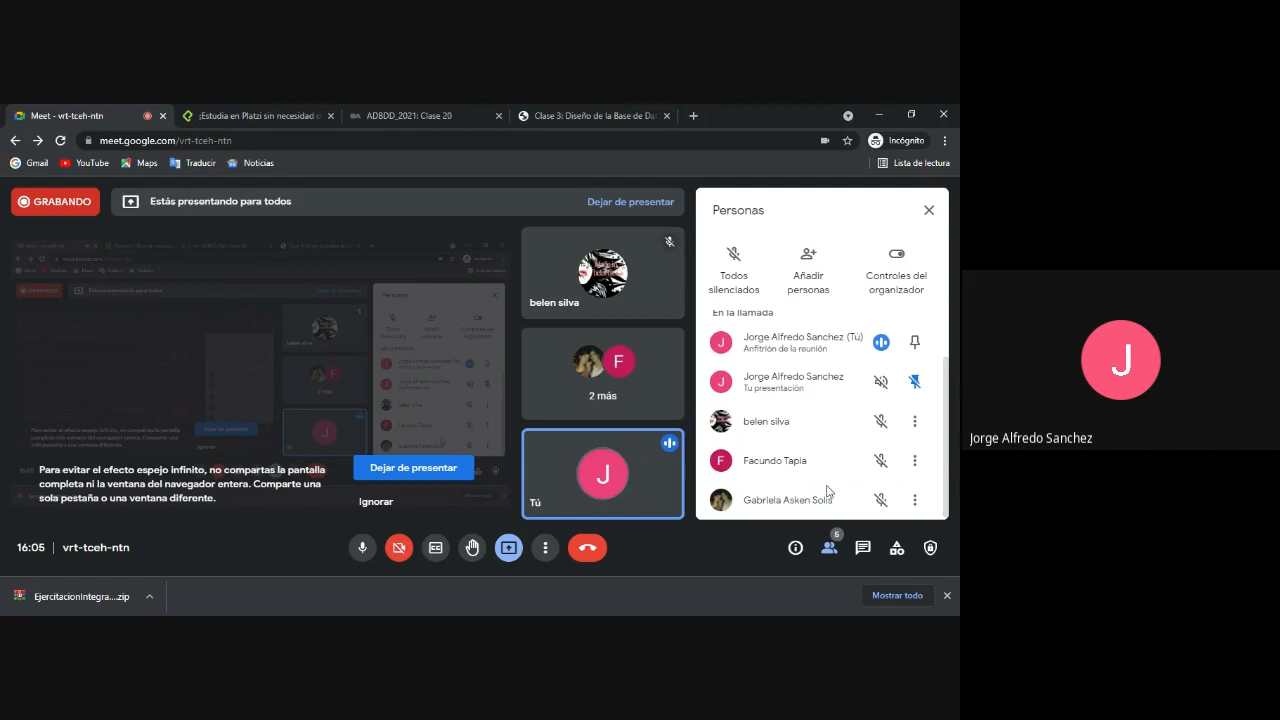 Meet - vrt-tceh-ntn
¡Estudia en Platzi sin necesidad d
ADBDD_2021: Clase 20
Clase 3: Diseño de la Base de Da
meet.google.com/vrt-tceh-ntn
Incógnito
Gmail
YouTube
Maps
Traducir
Noticias
Lista de lectura
GRABANDO
Estás presentando para todos
Dejar de presentar
Personas
Todos silenciados
Añadir personas
Controles del organizador
En la llamada
Jorge Alfredo Sanchez (Tú)
Anfitrión de la reunión
Jorge Alfredo Sanchez
Tu presentación
belen silva
Facundo Tapia
Gabriela Asken Solis
belen silva
F
2 más
J
Tú
Para evitar el efecto espejo infinito, no compartas la pantalla
completa ni la ventana del navegador entera. Comparte una
sola pestaña o una ventana diferente.
Dejar de presentar
Ignorar
16:05
vrt-tceh-ntn
5
EjercitacionIntegra....zip
Mostrar todo
J
Jorge Alfredo Sanchez